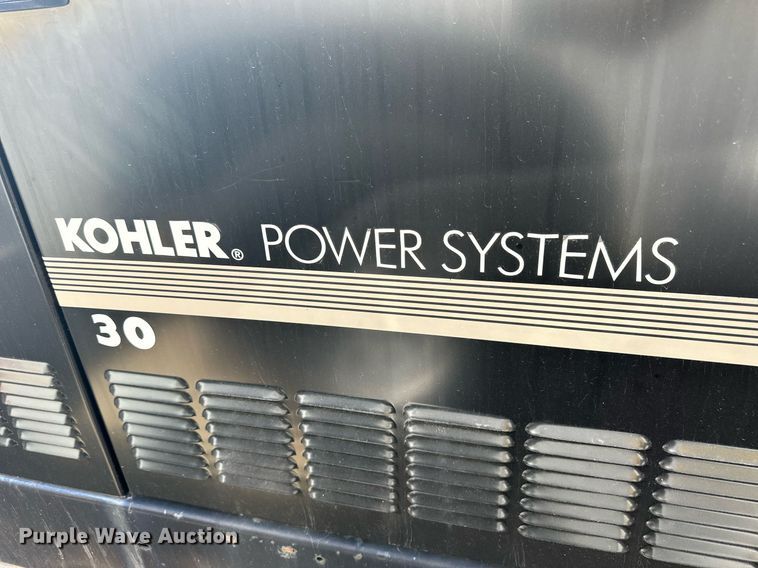 KOHLER® POWER SYSTEMS
30
Purple Wave Auction